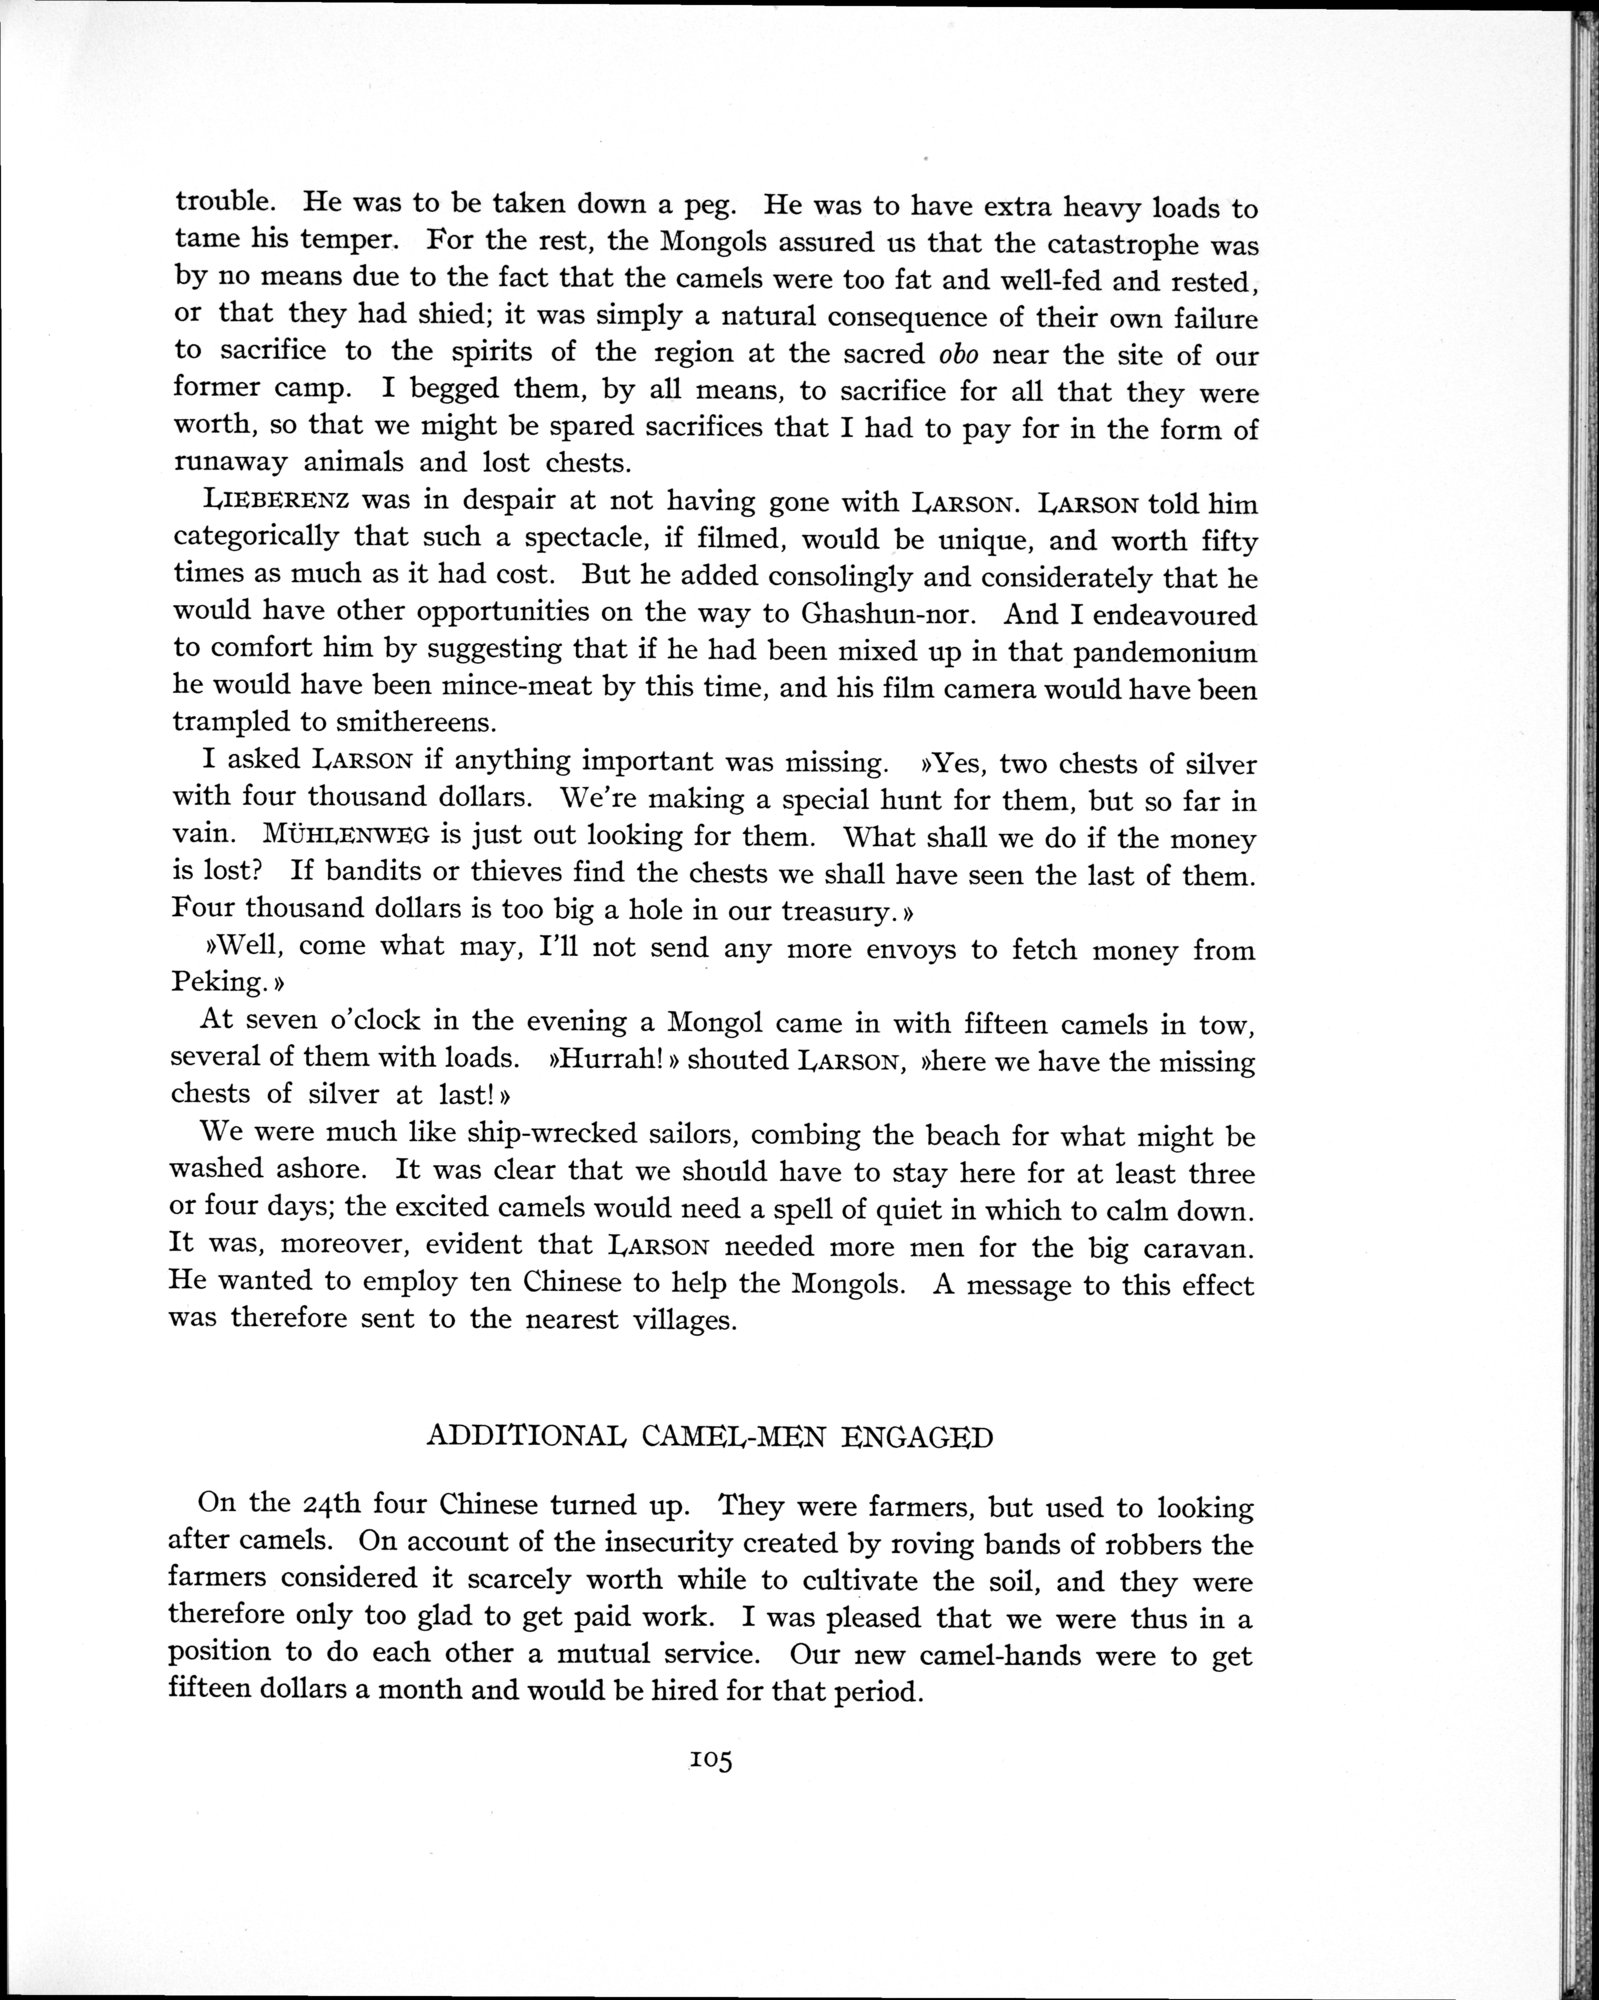 trouble. He was to be taken down a peg. He was to have extra heavy loads to
tame his temper. For the rest, the Mongols assured us that the catastrophe was
by no means due to the fact that the camels were too fat and well-fed and rested,
or that they had shied; it was simply a natural consequence of their own failure
to sacrifice to the spirits of the region at the sacred obo near the site of our
former camp. I begged them, by all means, to sacrifice for all that they were
worth, so that we might be spared sacrifices that I had to pay for in the form of
runaway animals and lost chests.
LIEBERENZ was in despair at not having gone with LARSON. LARSON told him
categorically that such a spectacle, if filmed, would be unique, and worth fifty
times as much as it had cost. But he added consolingly and considerately that he
would have other opportunities on the way to Ghashun-nor. And I endeavoured
to comfort him by suggesting that if he had been mixed up in that pandemonium
he would have been mince-meat by this time, and his film camera would have been
trampled to smithereens.
I asked LARSON if anything important was missing. »Yes, two chests of silver
with four thousand dollars. We're making a special hunt for them, but so far in
vain. MÜHLENWEG is just out looking for them. What shall we do if the money
is lost? If bandits or thieves find the chests we shall have seen the last of them.
Four thousand dollars is too big a hole in our treasury.»
»Well, come what may, I'll not send any more envoys to fetch money from
Peking.»
At seven o'clock in the evening a Mongol came in with fifteen camels in tow,
several of them with loads. »Hurrah!» shouted LARSON, »here we have the missing
chests of silver at last!»
We were much like ship-wrecked sailors, combing the beach for what might be
washed ashore. It was clear that we should have to stay here for at least three
or four days; the excited camels would need a spell of quiet in which to calm down.
It was, moreover, evident that LARSON needed more men for the big caravan.
He wanted to employ ten Chinese to help the Mongols. A message to this effect
was therefore sent to the nearest villages.
ADDITIONAL CAMEL-MEN ENGAGED
On the 24th four Chinese turned up. They were farmers, but used to looking
after camels. On account of the insecurity created by roving bands of robbers the
farmers considered it scarcely worth while to cultivate the soil, and they were
therefore only too glad to get paid work. I was pleased that we were thus in a
position to do each other a mutual service. Our new camel-hands were to get
fifteen dollars a month and would be hired for that period.
105